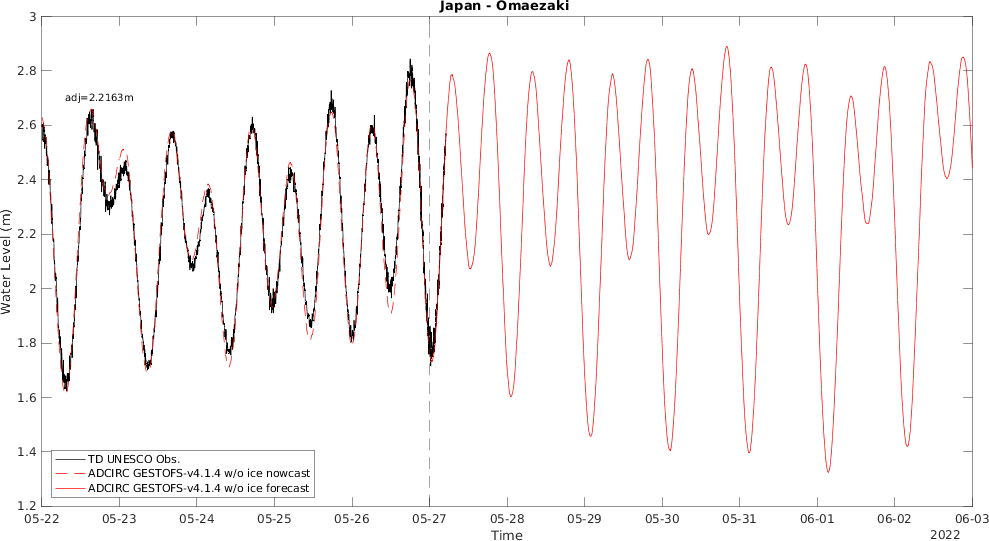 Japan - Omaezaki
3
2.8
2.6
2.4
2.2
2
1.8
1.6
1.4
1.2
Water Level (m)
adj=2.2163m
TD UNESCO Obs.
ADCIRC GESTOFS-v4.1.4 w/o ice nowcast
ADCIRC GESTOFS-v4.1.4 w/o ice forecast
05-22 05-23 05-24 05-25 05-26 05-27 05-28 05-29 05-30 05-31 06-01 06-02 06-03
Time
2022